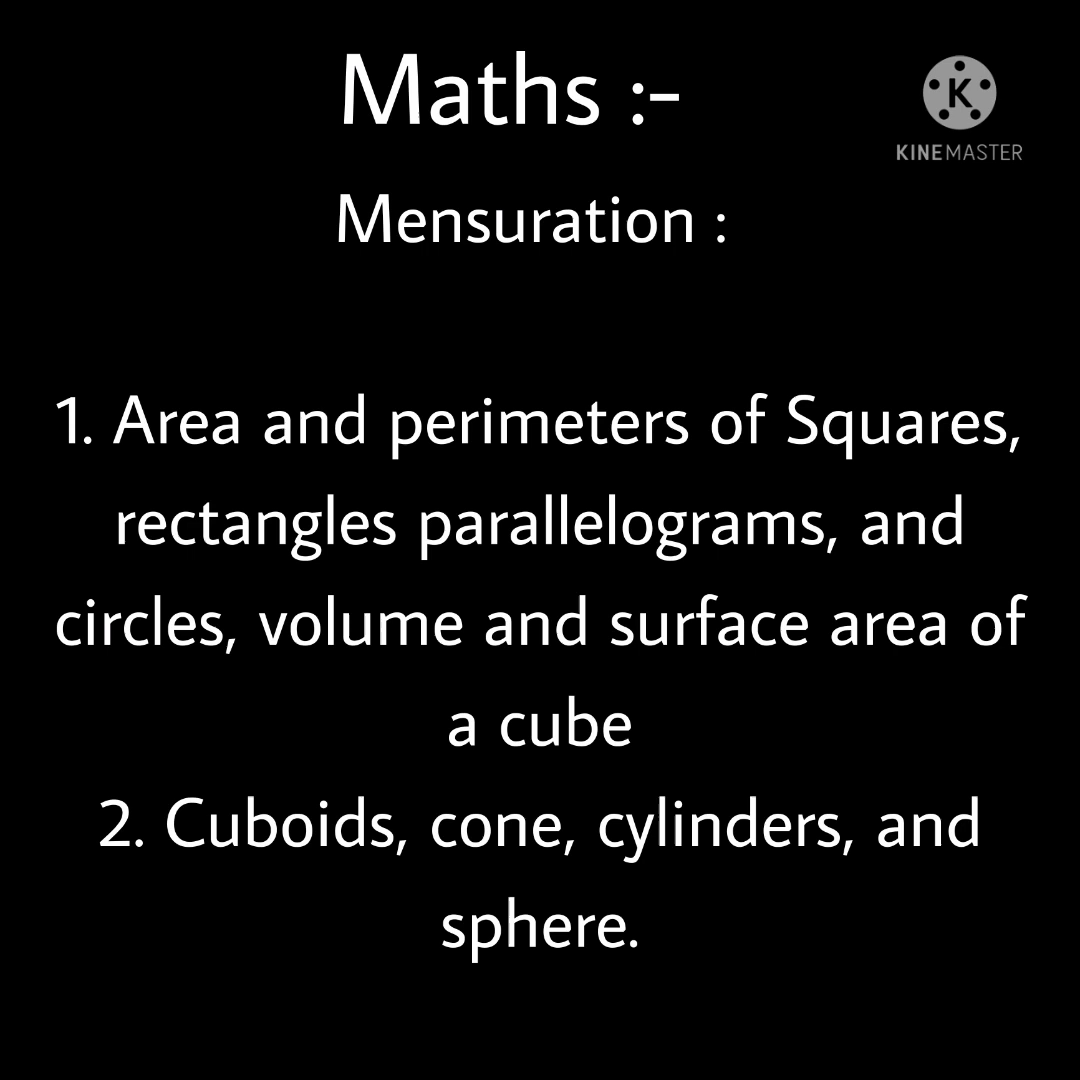 Maths :-
K
KINEMASTER
Mensuration :
1. Area and perimeters of Squares,
rectangles parallelograms, and
circles, volume and surface area of
a cube
2. Cuboids, cone, cylinders, and
sphere.